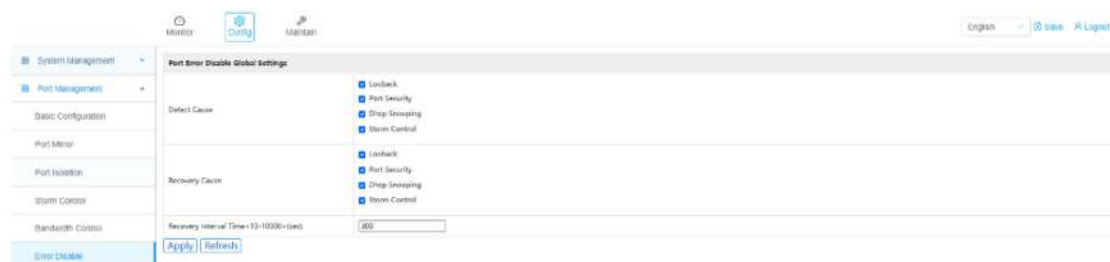 Monitor
Config
Maintain
English
Save
Logout
System Management
Port Management
Basic Configuration
Port Mirror
Port Isolation
Storm Control
Bandwidth Control
Error Disable
Port Error Disable Global Settings
Detect Cause
Looback
Port Security
Dhcp Snooping
Storm Control
Recovery Cause
Looback
Port Security
Dhcp Snooping
Storm Control
Recovery Interval Time<10-10000>(sec)
300
Apply
Refresh